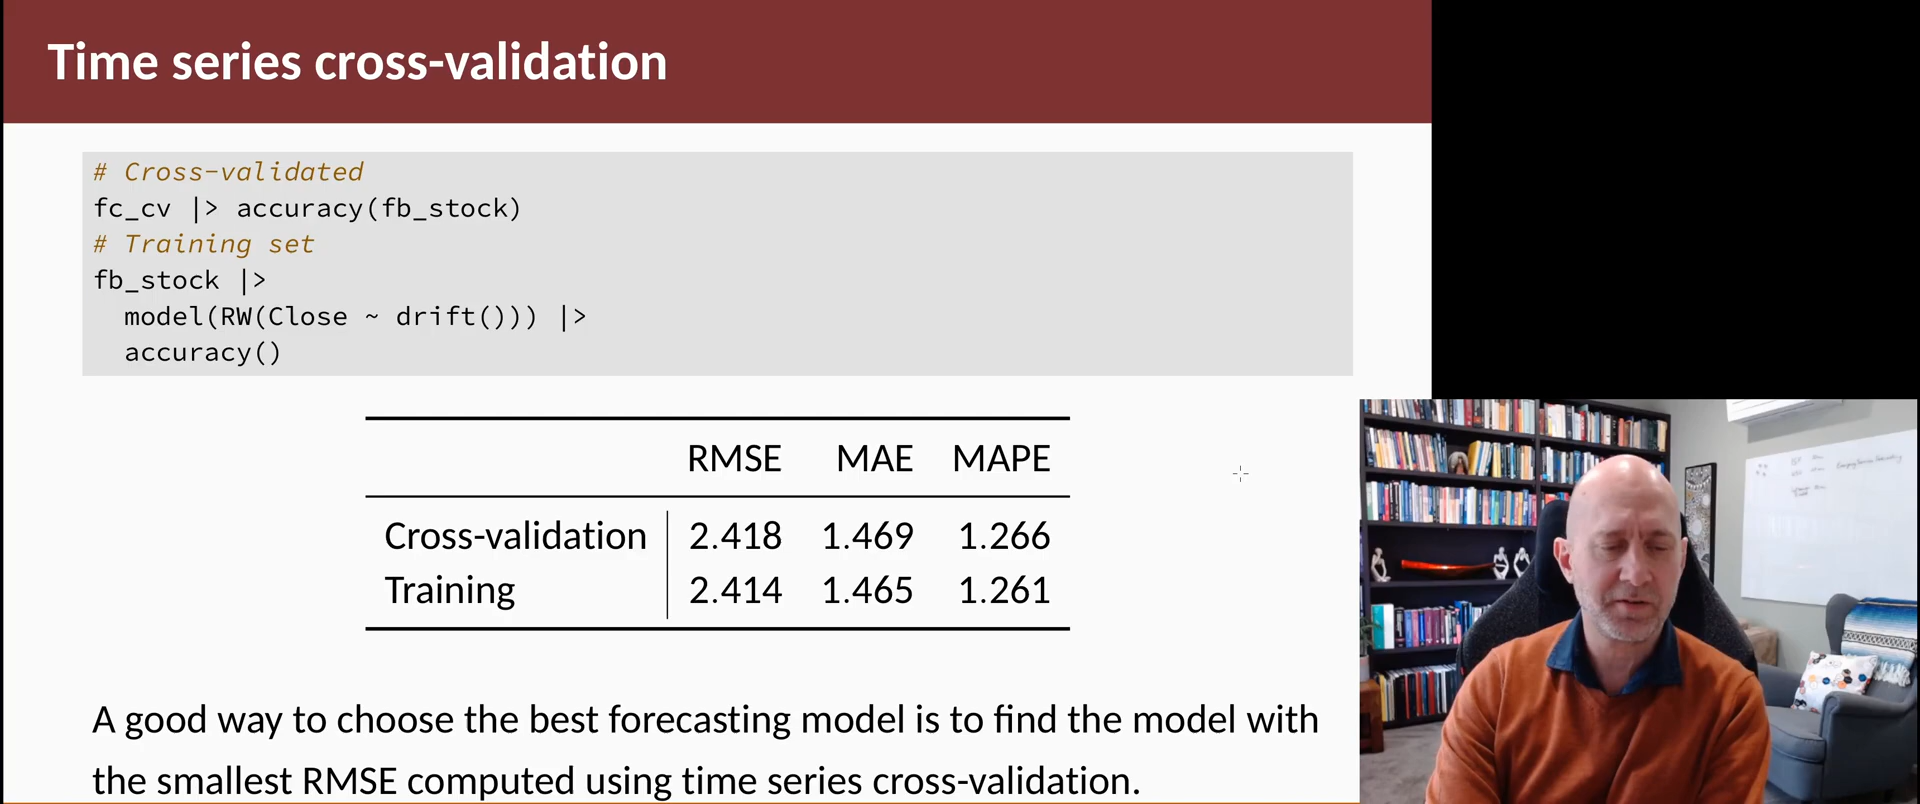 Time series cross-validation
# Cross-validated
fc_cv |> accuracy(fb_stock)
# Training set
fb_stock |>
  model(RW(Close ~ drift())) |>
  accuracy()
RMSE MAE MAPE
Cross-validation 2.418 1.469 1.266
Training 2.414 1.465 1.261
A good way to choose the best forecasting model is to find the model with
the smallest RMSE computed using time series cross-validation.